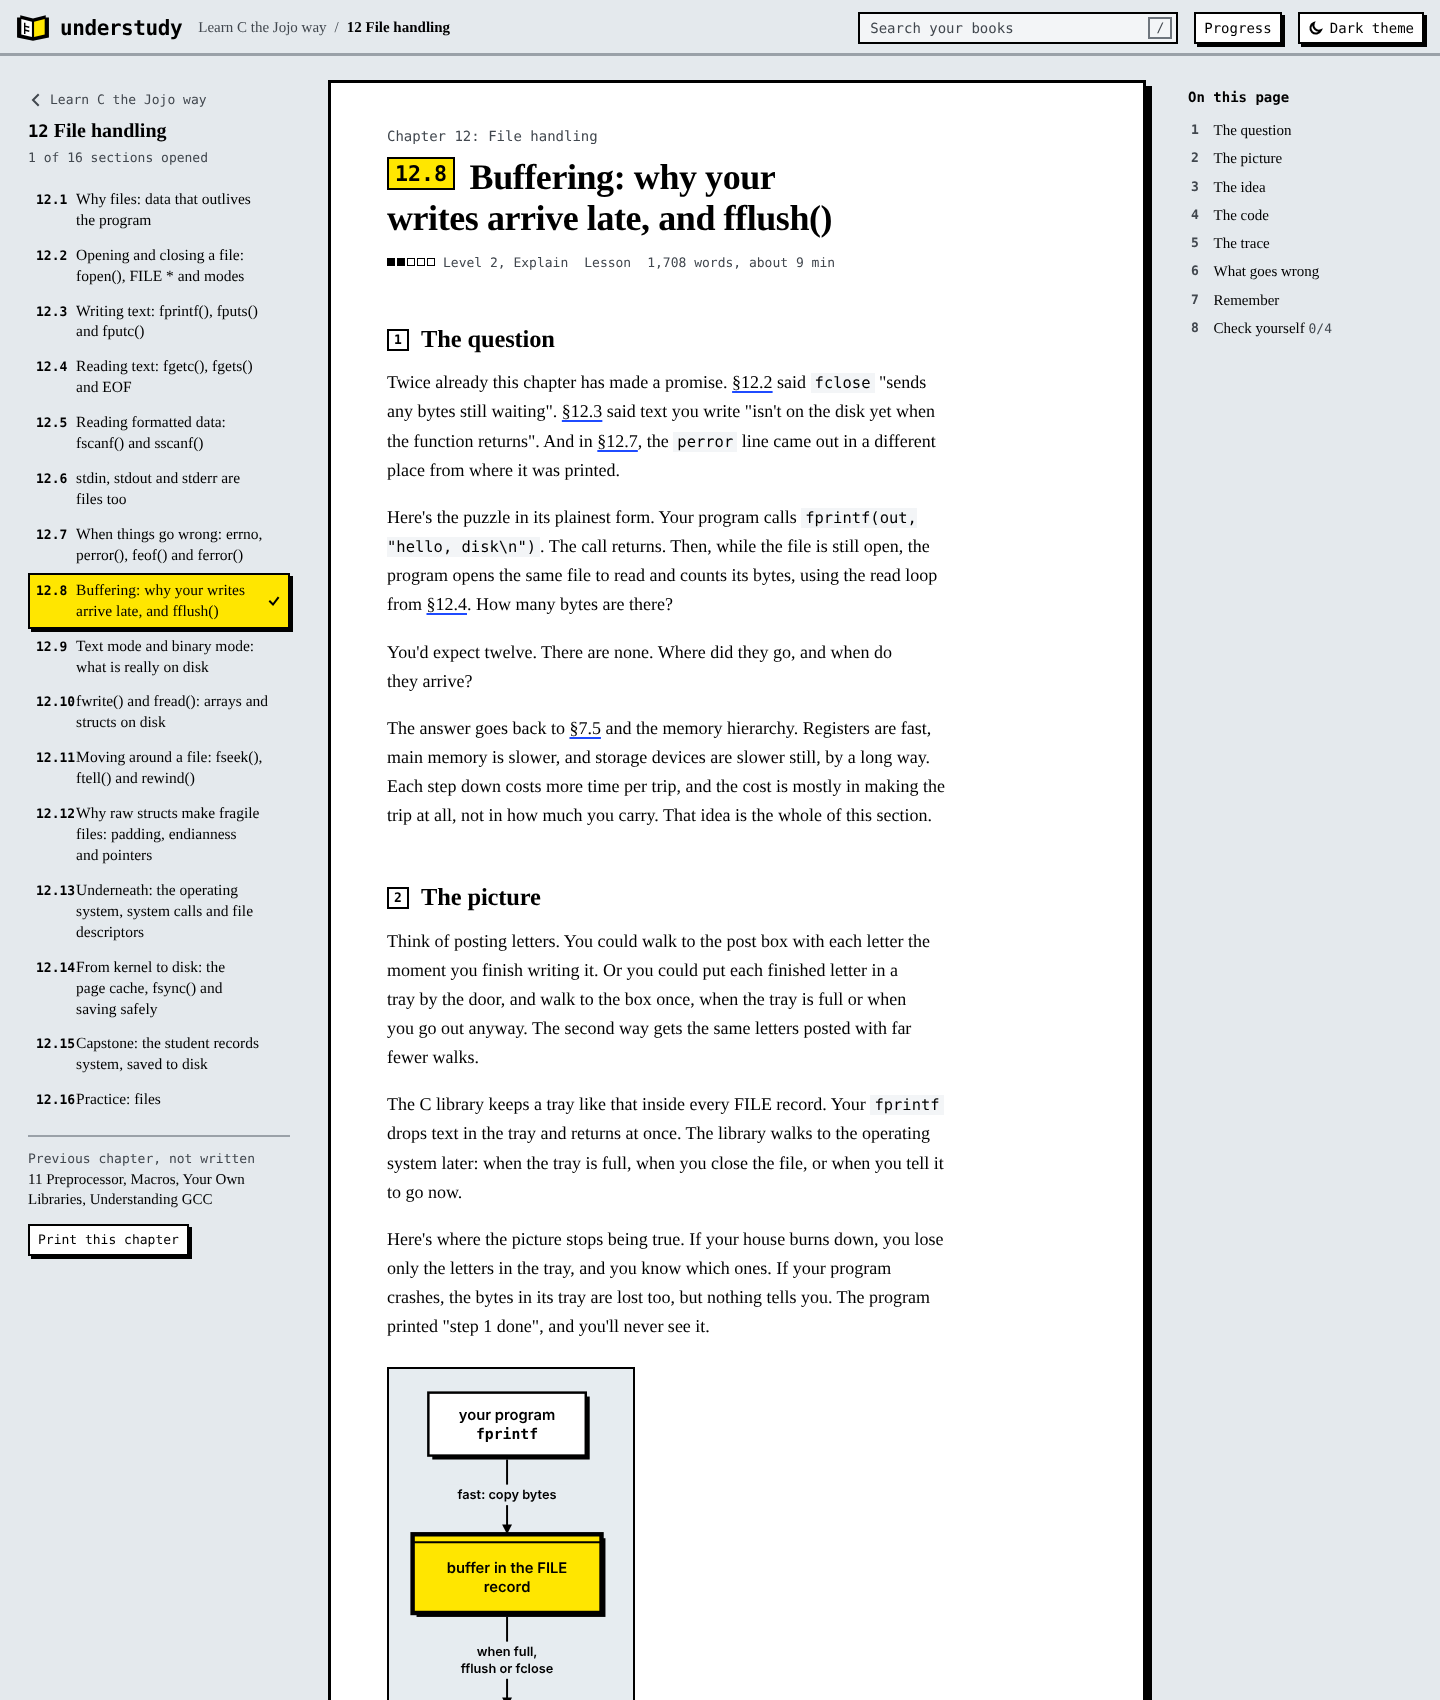 understudy
Learn C the Jojo way / 12 File handling
Search your books /
Progress
Dark theme
Learn C the Jojo way
12 File handling
1 of 16 sections opened
12.1 Why files: data that outlives
the program
12.2 Opening and closing a file:
fopen(), FILE * and modes
12.3 Writing text: fprintf(), fputs()
and fputc()
12.4 Reading text: fgetc(), fgets()
and EOF
12.5 Reading formatted data:
fscanf() and sscanf()
12.6 stdin, stdout and stderr are
files too
12.7 When things go wrong: errno,
perror(), feof() and ferror()
12.8 Buffering: why your writes
arrive late, and fflush()
12.9 Text mode and binary mode:
what is really on disk
12.10 fwrite() and fread(): arrays and
structs on disk
12.11 Moving around a file: fseek(),
ftell() and rewind()
12.12 Why raw structs make fragile
files: padding, endianness
and pointers
12.13 Underneath: the operating
system, system calls and file
descriptors
12.14 From kernel to disk: the
page cache, fsync() and
saving safely
12.15 Capstone: the student records
system, saved to disk
12.16 Practice: files
Previous chapter, not written
11 Preprocessor, Macros, Your Own
Libraries, Understanding GCC
Print this chapter
Chapter 12: File handling
12.8 Buffering: why your
writes arrive late, and fflush()
Level 2, Explain Lesson 1,708 words, about 9 min
1 The question
Twice already this chapter has made a promise. §12.2 said fclose "sends
any bytes still waiting". §12.3 said text you write "isn't on the disk yet when
the function returns". And in §12.7, the perror line came out in a different
place from where it was printed.
Here's the puzzle in its plainest form. Your program calls fprintf(out,
"hello, disk\n"). The call returns. Then, while the file is still open, the
program opens the same file to read and counts its bytes, using the read loop
from §12.4. How many bytes are there?
You'd expect twelve. There are none. Where did they go, and when do
they arrive?
The answer goes back to §7.5 and the memory hierarchy. Registers are fast,
main memory is slower, and storage devices are slower still, by a long way.
Each step down costs more time per trip, and the cost is mostly in making the
trip at all, not in how much you carry. That idea is the whole of this section.
2 The picture
Think of posting letters. You could walk to the post box with each letter the
moment you finish writing it. Or you could put each finished letter in a
tray by the door, and walk to the box once, when the tray is full or when
you go out anyway. The second way gets the same letters posted with far
fewer walks.
The C library keeps a tray like that inside every FILE record. Your fprintf
drops text in the tray and returns at once. The library walks to the operating
system later: when the tray is full, when you close the file, or when you tell it
to go now.
Here's where the picture stops being true. If your house burns down, you lose
only the letters in the tray, and you know which ones. If your program
crashes, the bytes in its tray are lost too, but nothing tells you. The program
printed "step 1 done", and you'll never see it.
your program
fprintf
fast: copy bytes
buffer in the FILE
record
when full,
fflush or fclose
On this page
1 The question
2 The picture
3 The idea
4 The code
5 The trace
6 What goes wrong
7 Remember
8 Check yourself 0/4